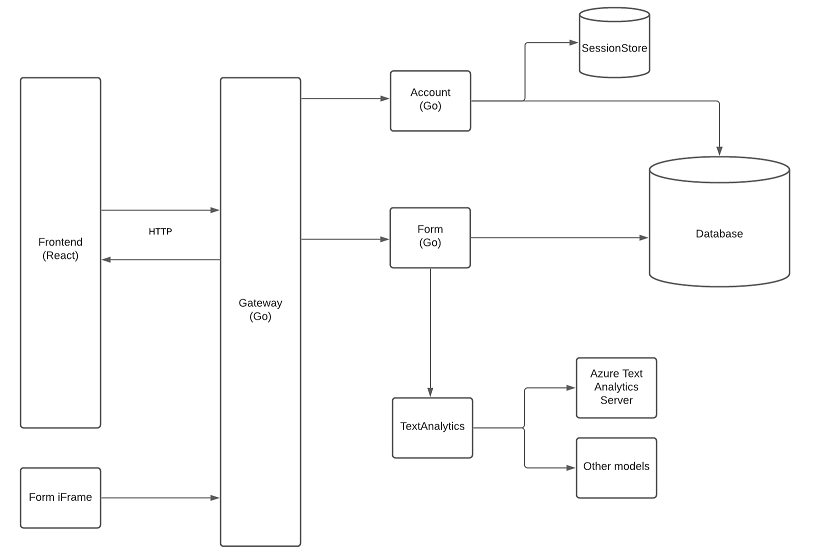 SessionStore
Account
(Go)
HTTP
Form
(Go)
Database
Frontend
(React)
Gateway
(Go)
Azure Text
Analytics
Server
TextAnalytics
Other models
Form iFrame